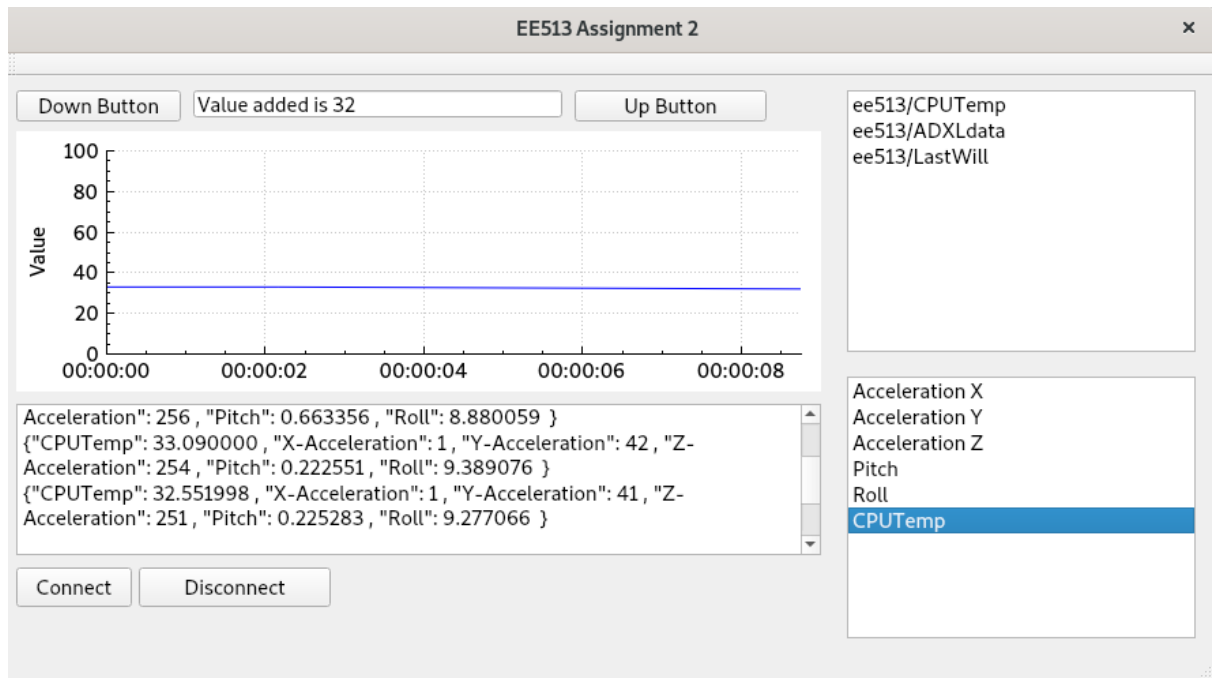 EE513 Assignment 2
×
Down Button
Value added is 32
Up Button
100
80
60
40
20
0
Value
00:00:00
00:00:02
00:00:04
00:00:06
00:00:08
Acceleration": 256 , "Pitch": 0.663356 , "Roll": 8.880059 }
{"CPUTemp": 33.090000 , "X-Acceleration": 1 , "Y-Acceleration": 42 , "Z-
Acceleration": 254 , "Pitch": 0.222551 , "Roll": 9.389076 }
{"CPUTemp": 32.551998 , "X-Acceleration": 1 , "Y-Acceleration": 41 , "Z-
Acceleration": 251 , "Pitch": 0.225283 , "Roll": 9.277066 }
Connect
Disconnect
ee513/CPUTemp
ee513/ADXLdata
ee513/LastWill
Acceleration X
Acceleration Y
Acceleration Z
Pitch
Roll
CPUTemp